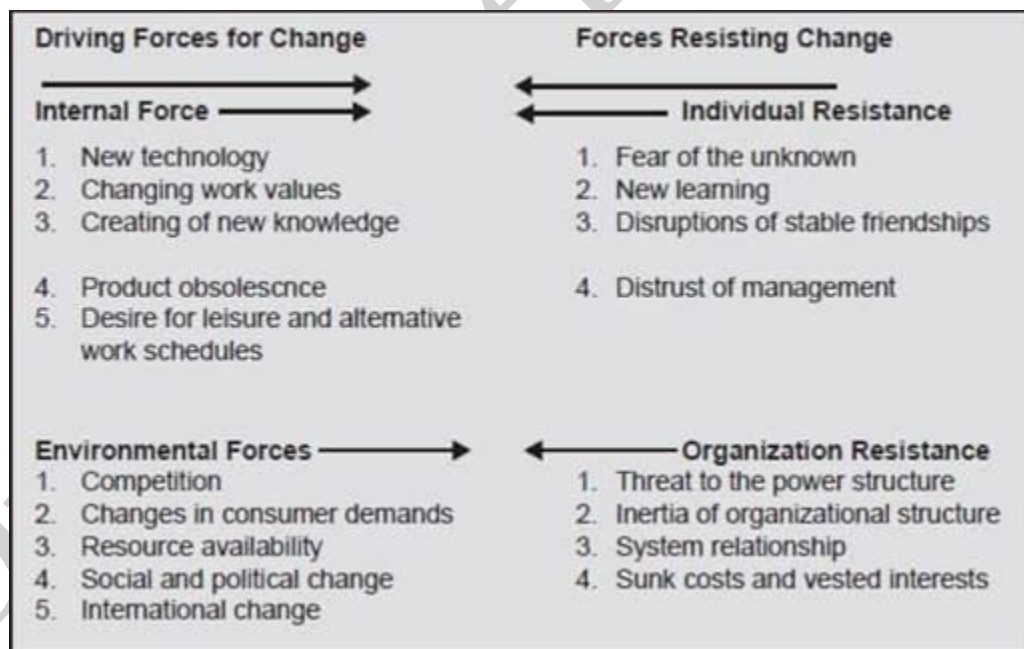 Driving Forces for Change
Internal Force
1. New technology
2. Changing work values
3. Creating of new knowledge
4. Product obsolescnce
5. Desire for leisure and alternative
work schedules
Environmental Forces
1. Competition
2. Changes in consumer demands
3. Resource availability
4. Social and political change
5. International change
Forces Resisting Change
Individual Resistance
1. Fear of the unknown
2. New learning
3. Disruptions of stable friendships
4. Distrust of management
Organization Resistance
1. Threat to the power structure
2. Inertia of organizational structure
3. System relationship
4. Sunk costs and vested interests